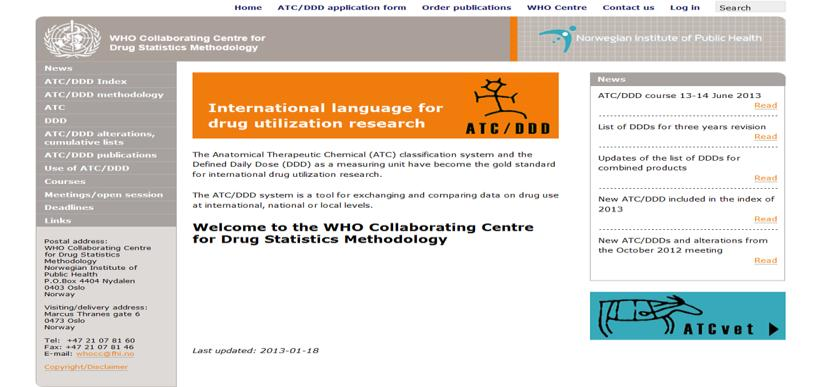 Home ATC/DDD application form Order publications WHO Centre Contact us Log in Search
WHO Collaborating Centre for
Drug Statistics Methodology
Norwegian Institute of Public Health
News
ATC/DDD Index
ATC/DDD methodology
ATC
DDD
ATC/DDD alterations,
cumulative lists
ATC/DDD publications
Use of ATC/DDD
Courses
Meetings/open session
Deadlines
Links
Postal address:
WHO Collaborating Centre
for Drug Statistics
Methodology
Norwegian Institute of
Public Health
P.O.Box 4404 Nydalen
0403 Oslo
Norway
Visiting/delivery address:
Marcus Thranes gate 6
0473 Oslo
Norway
Tel: +47 21 07 81 60
Fax: +47 21 07 81 46
E-mail: whocc@fhi.no
Copyright/Disclaimer
International language for
drug utilization research
ATC/DDD
The Anatomical Therapeutic Chemical (ATC) classification system and the
Defined Daily Dose (DDD) as a measuring unit have become the gold standard
for international drug utilization research.
The ATC/DDD system is a tool for exchanging and comparing data on drug use
at international, national or local levels.
Welcome to the WHO Collaborating Centre
for Drug Statistics Methodology
Last updated: 2013-01-18
News
ATC/DDD course 13-14 June 2013
Read
List of DDDs for three years revision
Read
Updates of the list of DDDs for
combined products
Read
New ATC/DDD included in the index of
2013
Read
New ATC/DDDs and alterations from
the October 2012 meeting
Read
ATCvet